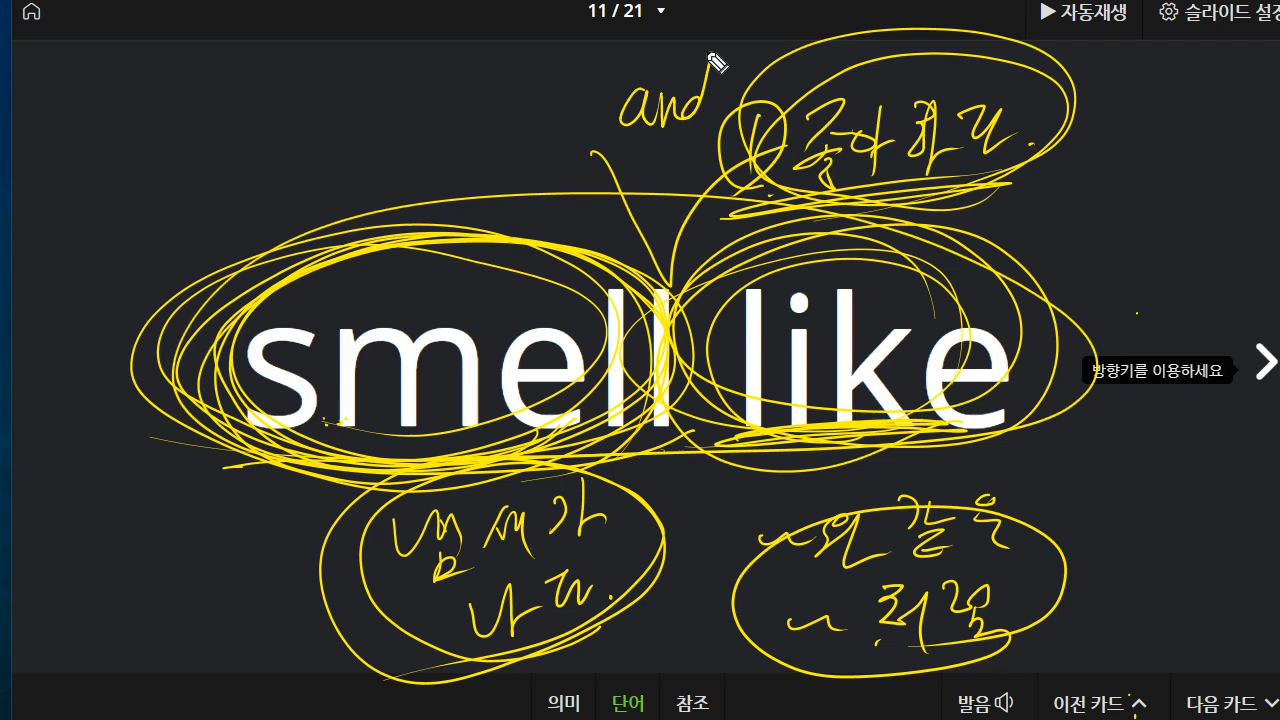 11 / 21
자동재생
슬라이드 설정
and
① 좋아하다.
smell like
방향키를 이용하세요
냄새가
나다.
~와 같은
~처럼
의미
단어
참조
발음
이전 카드
다음 카드